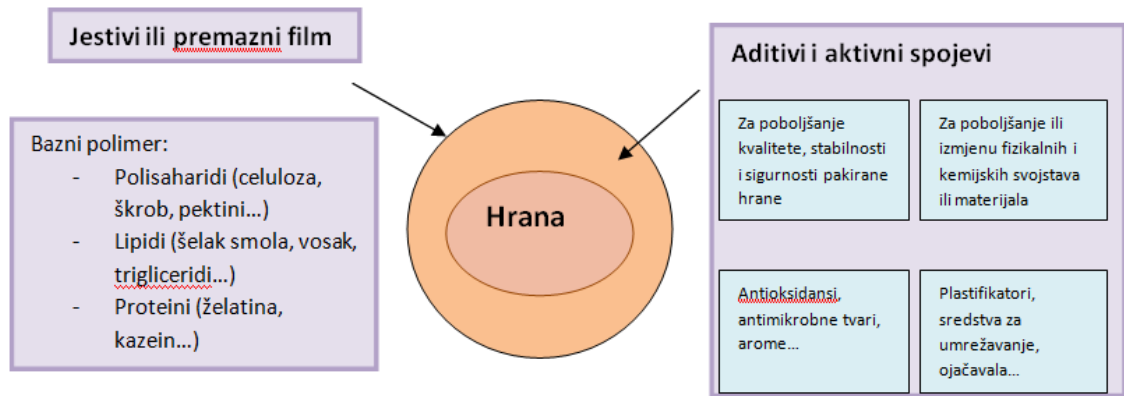 Jestivi ili premazni film
Bazni polimer:
- Polisaharidi (celuloza,
škrob, pektini...)
- Lipidi (šelak smola, vosak,
trigliceridi...)
- Proteini (želatina,
kazein...)
Hrana
Aditivi i aktivni spojevi
Za poboljšanje
kvalitete, stabilnosti
i sigurnosti pakirane
hrane
Za poboljšanje ili
izmjenu fizikalnih i
kemijskih svojstava
ili materijala
Antioksidansi,
antimikrobne tvari,
arome...
Plastifikatori,
sredstva za
umrežavanje,
ojačavala...